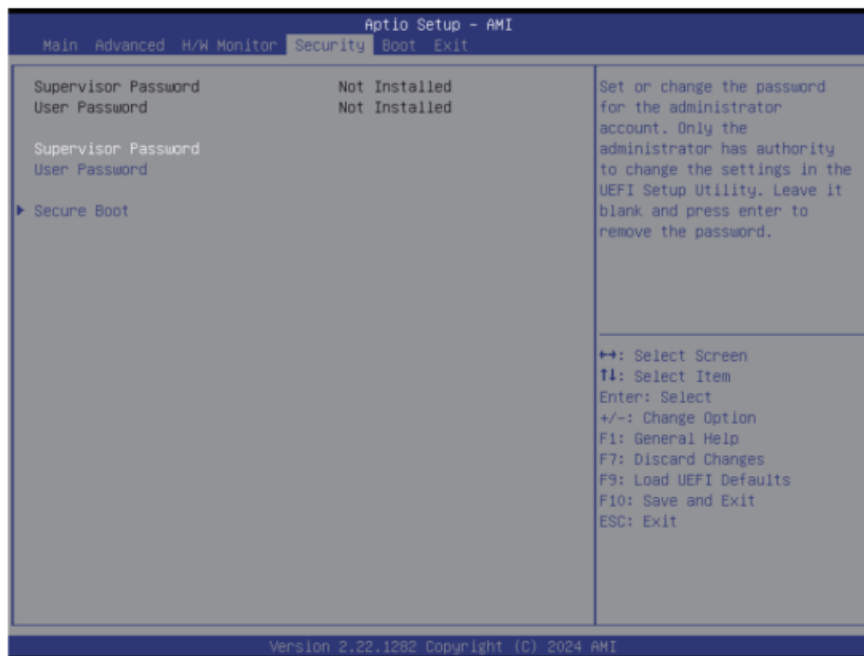 Aptio Setup - AMI
Main Advanced H/W Monitor Security Boot Exit
Supervisor Password Not Installed
User Password Not Installed
Supervisor Password
User Password
Secure Boot
Set or change the password
for the administrator
account. Only the
administrator has authority
to change the settings in the
UEFI Setup Utility. Leave it
blank and press enter to
remove the password.
↔: Select Screen
↑↓: Select Item
Enter: Select
+/-: Change Option
F1: General Help
F7: Discard Changes
F9: Load UEFI Defaults
F10: Save and Exit
ESC: Exit
Version 2.22.1282 Copyright (C) 2024 AMI